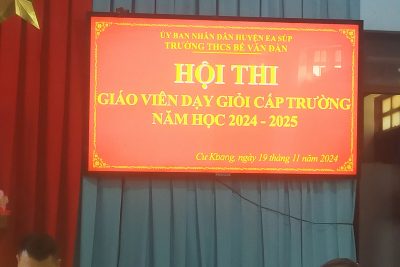 ỦY BAN NHÂN DÂN HUYỆN EA SÚP
TRƯỜNG THCS BẾ VĂN ĐÀN
HỘI THI
GIÁO VIÊN DẠY GIỎI CẤP TRƯỜNG
NĂM HỌC 2024 - 2025
Cư Kbang, ngày 19 tháng 11 năm 2024